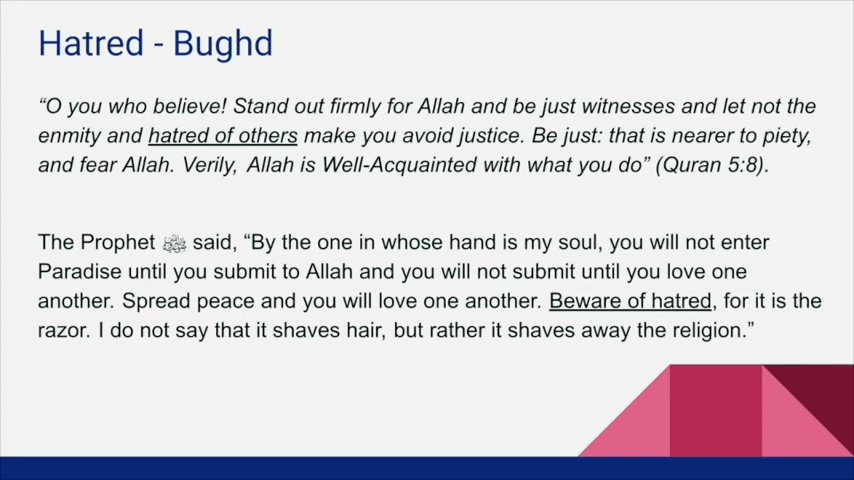 Hatred - Bughd
“O you who believe! Stand out firmly for Allah and be just witnesses and let not the
enmity and hatred of others make you avoid justice. Be just: that is nearer to piety,
and fear Allah. Verily, Allah is Well-Acquainted with what you do” (Quran 5:8).
The Prophet ﷺ said, “By the one in whose hand is my soul, you will not enter
Paradise until you submit to Allah and you will not submit until you love one
another. Spread peace and you will love one another. Beware of hatred, for it is the
razor. I do not say that it shaves hair, but rather it shaves away the religion.”